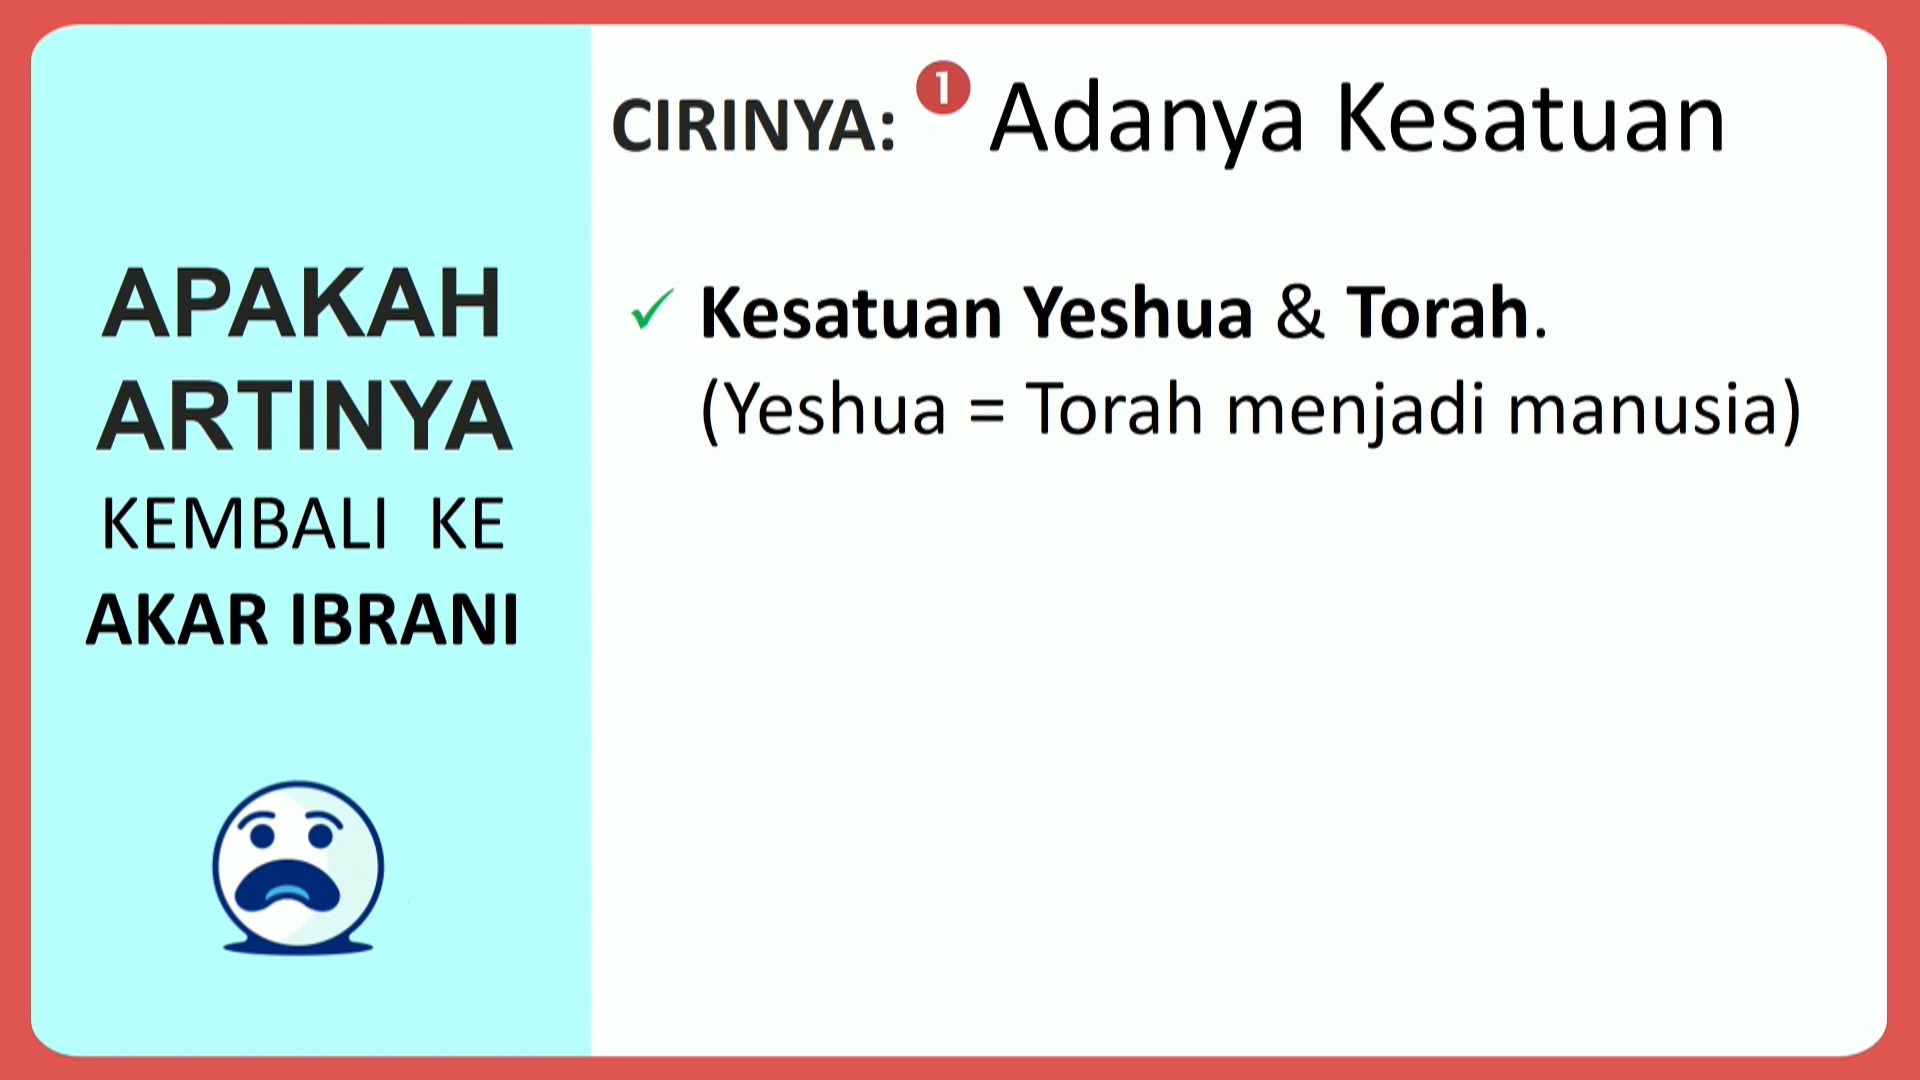 APAKAH
ARTINYA
KEMBALI KE
AKAR IBRANI
CIRINYA: 1 Adanya Kesatuan
✓ Kesatuan Yeshua & Torah.
(Yeshua = Torah menjadi manusia)